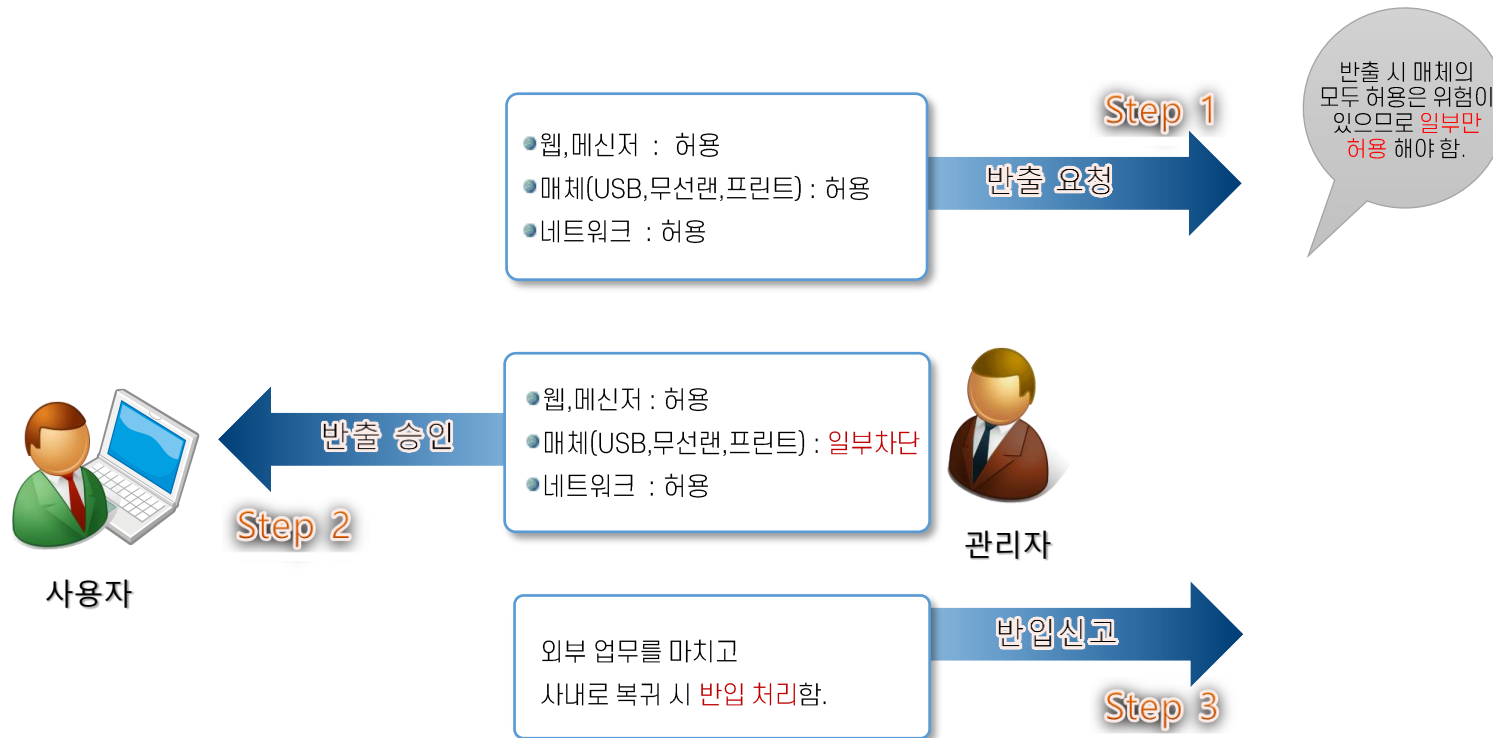 반출 시 매체의
모두 허용은 위험이
있으므로 일부만
허용 해야 함.
Step 1
●웹,메신저 : 허용
●매체(USB,무선랜,프린트) : 허용
●네트워크 : 허용
반출 요청
●웹,메신저 : 허용
●매체(USB,무선랜,프린트) : 일부차단
●네트워크 : 허용
반출 승인
Step 2
관리자
사용자
외부 업무를 마치고
사내로 복귀 시 반입 처리함.
반입신고
Step 3